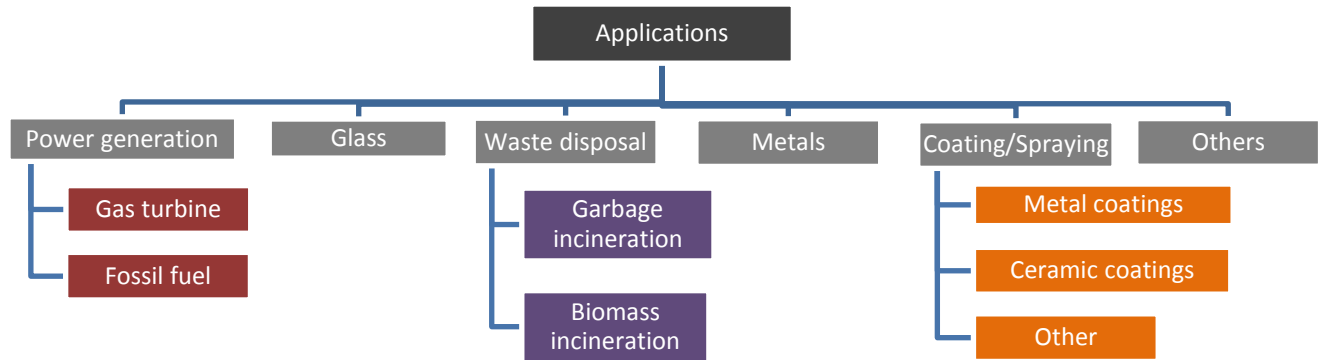 Applications
Power generation
Glass
Waste disposal
Metals
Coating/Spraying
Others
Gas turbine
Fossil fuel
Garbage
incineration
Biomass
incineration
Metal coatings
Ceramic coatings
Other